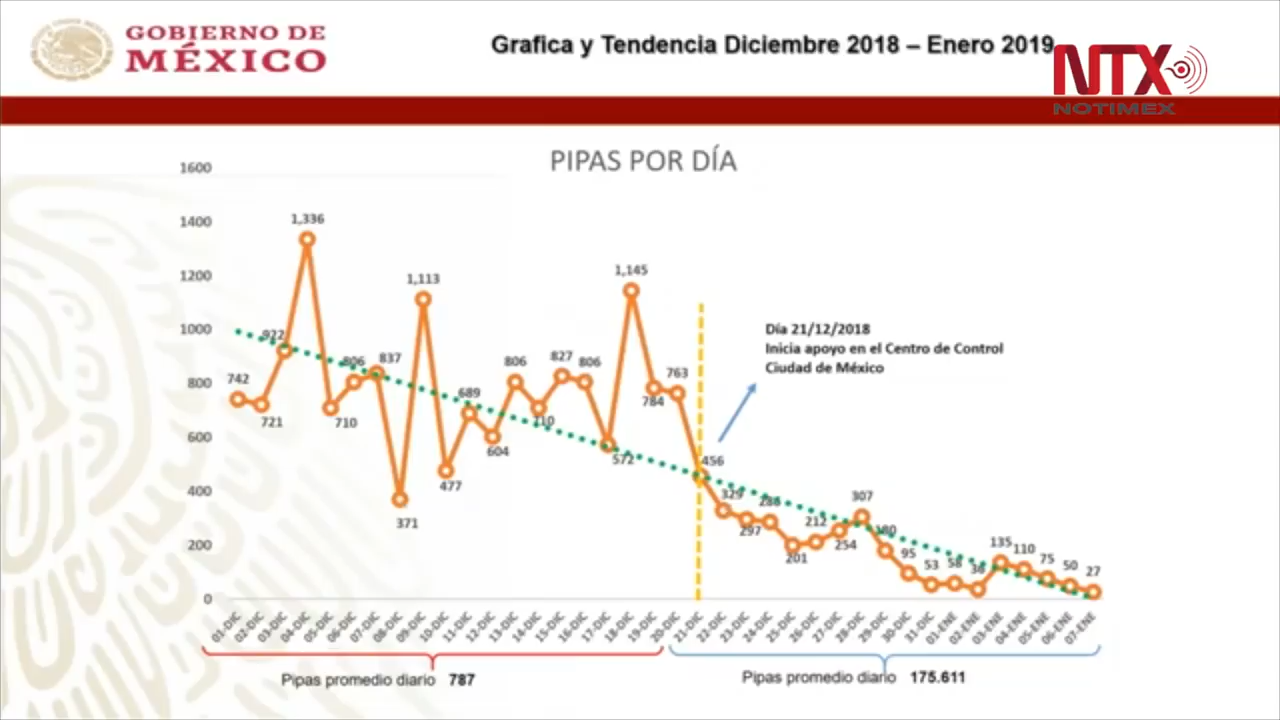 GOBIERNO DE
MÉXICO
Grafica y Tendencia Diciembre 2018 – Enero 2019
NTX
NOTIMEX
PIPAS POR DÍA
1600
1400
1200
1000
800
600
400
200
0
742
721
922
1,336
710
806
837
371
1,113
477
689
604
806
710
827
806
572
1,145
784
763
456
329
297
286
201
212
254
307
180
95
53
58
36
135
110
75
50
27
Día 21/12/2018
Inicia apoyo en el Centro de Control
Ciudad de México
01-DIC
02-DIC
03-DIC
04-DIC
05-DIC
06-DIC
07-DIC
08-DIC
09-DIC
10-DIC
11-DIC
12-DIC
13-DIC
14-DIC
15-DIC
16-DIC
17-DIC
18-DIC
19-DIC
20-DIC
21-DIC
22-DIC
23-DIC
24-DIC
25-DIC
26-DIC
27-DIC
28-DIC
29-DIC
30-DIC
31-DIC
01-ENE
02-ENE
03-ENE
04-ENE
05-ENE
06-ENE
07-ENE
Pipas promedio diario 787
Pipas promedio diario 175.611